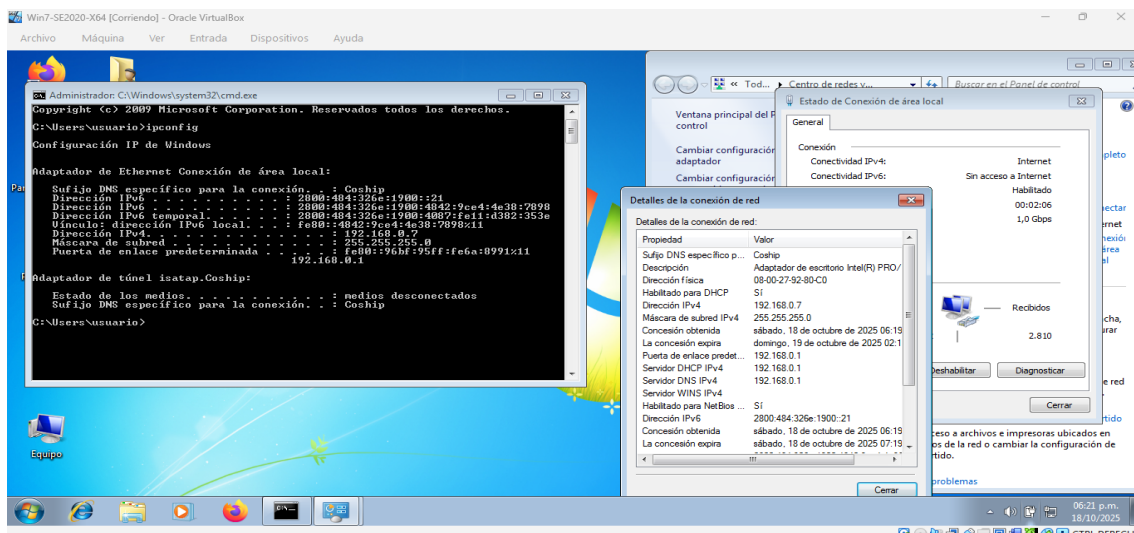 Win7-SE2020-X64 [Corriendo] - Oracle VirtualBox
Archivo Máquina Ver Entrada Dispositivos Ayuda
Administrador: C:\Windows\system32\cmd.exe
Copyright (c) 2009 Microsoft Corporation. Reservados todos los derechos.
C:\Users\usuario>ipconfig
Configuración IP de Windows
Adaptador de Ethernet Conexión de área local:
Sufijo DNS específico para la conexión. . : Coship
Dirección IPv6 . . . . . . . . . . : 2800:484:326e:1900::21
Dirección IPv6 . . . . . . . . . . : 2800:484:326e:1900:4842:9ce4:4e38:7898
Dirección IPv6 temporal. . . . . . : 2800:484:326e:1900:4087:fe11:d382:353e
Vínculo: dirección IPv6 local. . . : fe80::4842:9ce4:4e38:7898%11
Dirección IPv4. . . . . . . . . . . . . . : 192.168.0.7
Máscara de subred . . . . . . . . . . . . : 255.255.255.0
Puerta de enlace predeterminada . . . . . : fe80::96bf:95ff:fe6a:8991%11
192.168.0.1
Adaptador de túnel isatap.Coship:
Estado de los medios. . . . . . . . . . . : medios desconectados
Sufijo DNS específico para la conexión. . : Coship
C:\Users\usuario>
Equipo
« Tod... Centro de redes y...
Buscar en el Panel de control
Ventana principal del P
control
Cambiar configuración
adaptador
Cambiar configuración
Estado de Conexión de área local
General
Conexión
Conectividad IPv4: Internet
Conectividad IPv6: Sin acceso a Internet
Habilitado
00:02:06
1,0 Gbps
Recibidos
2.810
Deshabilitar Diagnosticar
Cerrar
Detalles de la conexión de red
Detalles de la conexión de red:
Propiedad Valor
Sufijo DNS específico p... Coship
Descripción Adaptador de escritorio Intel(R) PRO/
Dirección física 08-00-27-92-80-C0
Habilitado para DHCP Sí
Dirección IPv4 192.168.0.7
Máscara de subred IPv4 255.255.255.0
Concesión obtenida sábado, 18 de octubre de 2025 06:19
La concesión expira domingo, 19 de octubre de 2025 02:1
Puerta de enlace predet... 192.168.0.1
Servidor DHCP IPv4 192.168.0.1
Servidor DNS IPv4 192.168.0.1
Servidor WINS IPv4
Habilitado para NetBios ... Sí
Dirección IPv6 2800:484:326e:1900::21
Concesión obtenida sábado, 18 de octubre de 2025 06:19
La concesión expira sábado, 18 de octubre de 2025 07:19
Cerrar
pleto
ectar
ernet
nexión
área
al
cha,
urar
e red
rtido
ceso a archivos e impresoras ubicados en
os de la red o cambiar la configuración de
rtido.
problemas
06:21 p.m.
18/10/2025